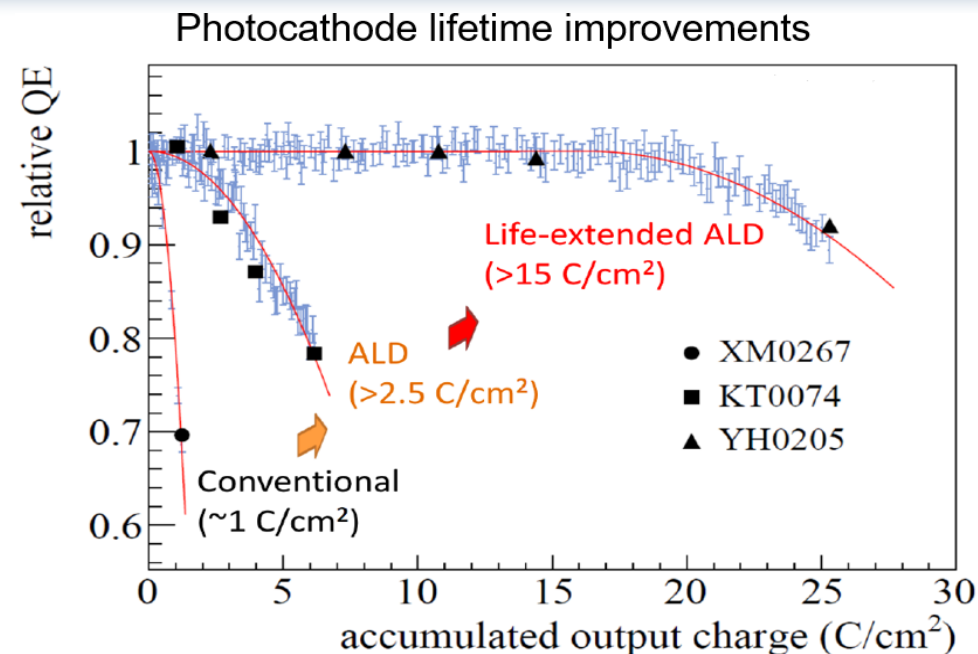 Photocathode lifetime improvements
relative QE
1
0.9
0.8
0.7
0.6
Life-extended ALD
(>15 C/cm²)
ALD
(>2.5 C/cm²)
Conventional
(~1 C/cm²)
XM0267
KT0074
YH0205
0 5 10 15 20 25 30
accumulated output charge (C/cm²)